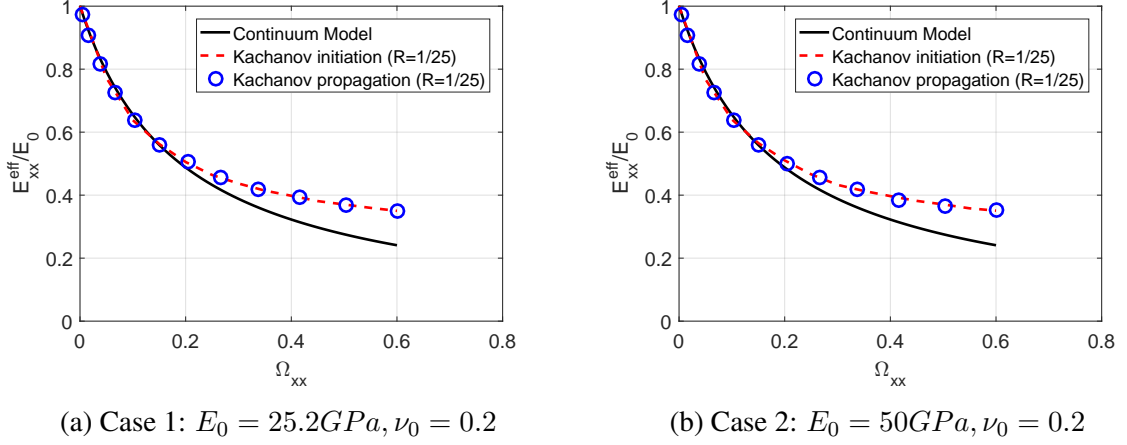 1
0.8
0.6
0.4
0.2
0
0 0.2 0.4 0.6 0.8
E_xx^eff/E_0
Ω_xx
Continuum Model
Kachanov initiation (R=1/25)
Kachanov propagation (R=1/25)
(a) Case 1: E_0 = 25.2GPa, ν_0 = 0.2
1
0.8
0.6
0.4
0.2
0
0 0.2 0.4 0.6 0.8
E_xx^eff/E_0
Ω_xx
Continuum Model
Kachanov initiation (R=1/25)
Kachanov propagation (R=1/25)
(b) Case 2: E_0 = 50GPa, ν_0 = 0.2